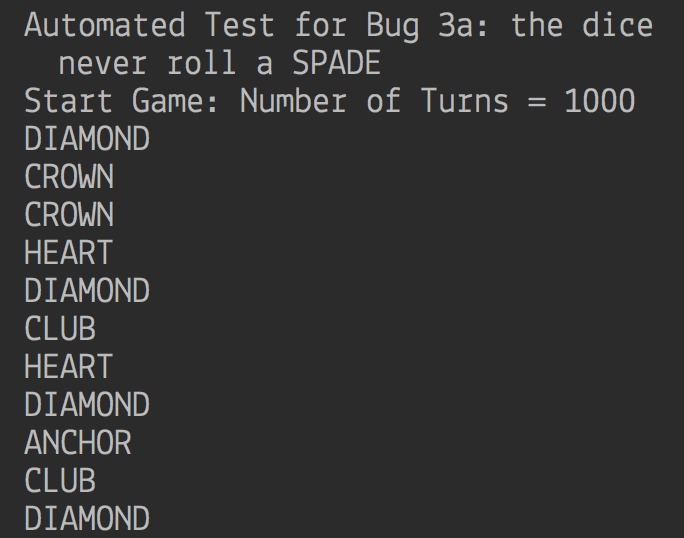 Automated Test for Bug 3a: the dice
never roll a SPADE
Start Game: Number of Turns = 1000
DIAMOND
CROWN
CROWN
HEART
DIAMOND
CLUB
HEART
DIAMOND
ANCHOR
CLUB
DIAMOND